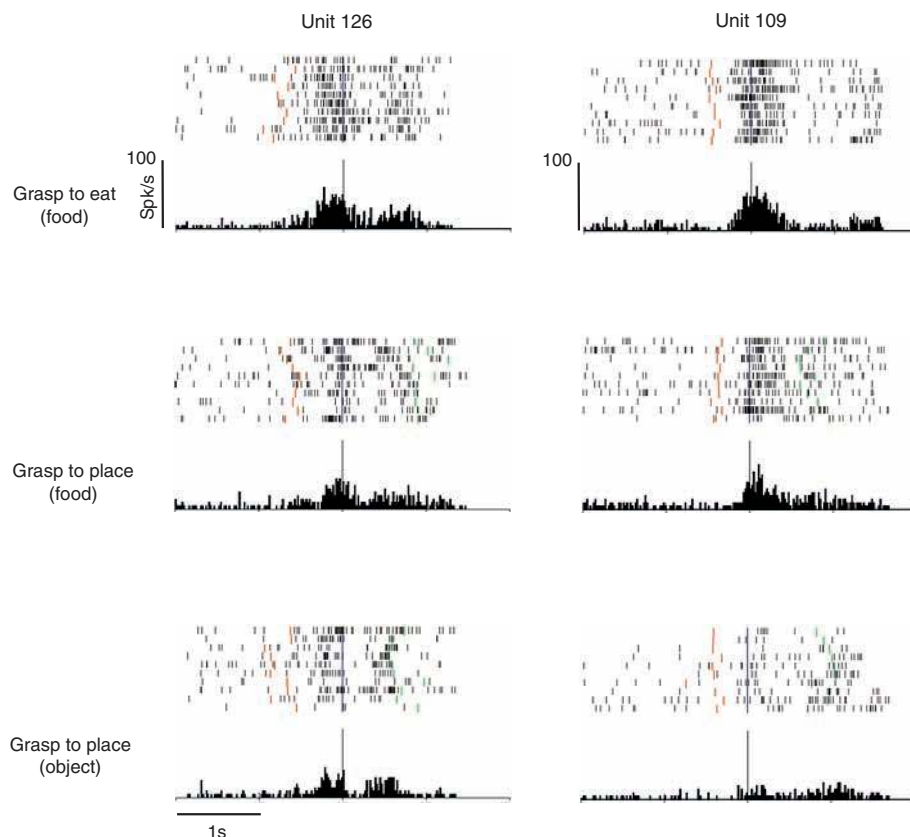 Unit 126
Unit 109
100
Spk/s
100
Grasp to eat
(food)
Grasp to place
(food)
Grasp to place
(object)
1s